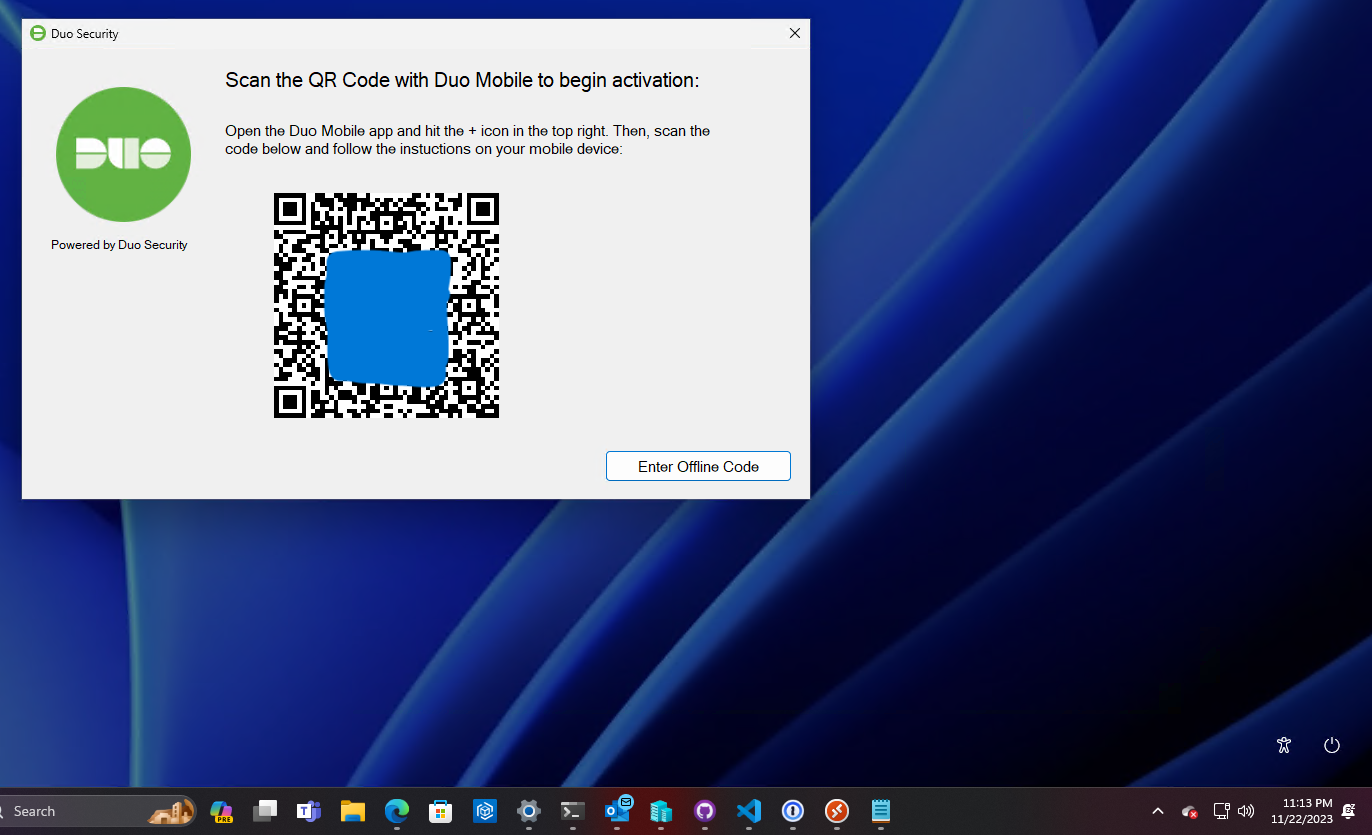 Duo Security
Scan the QR Code with Duo Mobile to begin activation:
Open the Duo Mobile app and hit the + icon in the top right. Then, scan the
code below and follow the instuctions on your mobile device:
DUO
Powered by Duo Security
Enter Offline Code
Search
PRE
T
11:13 PM
11/22/2023